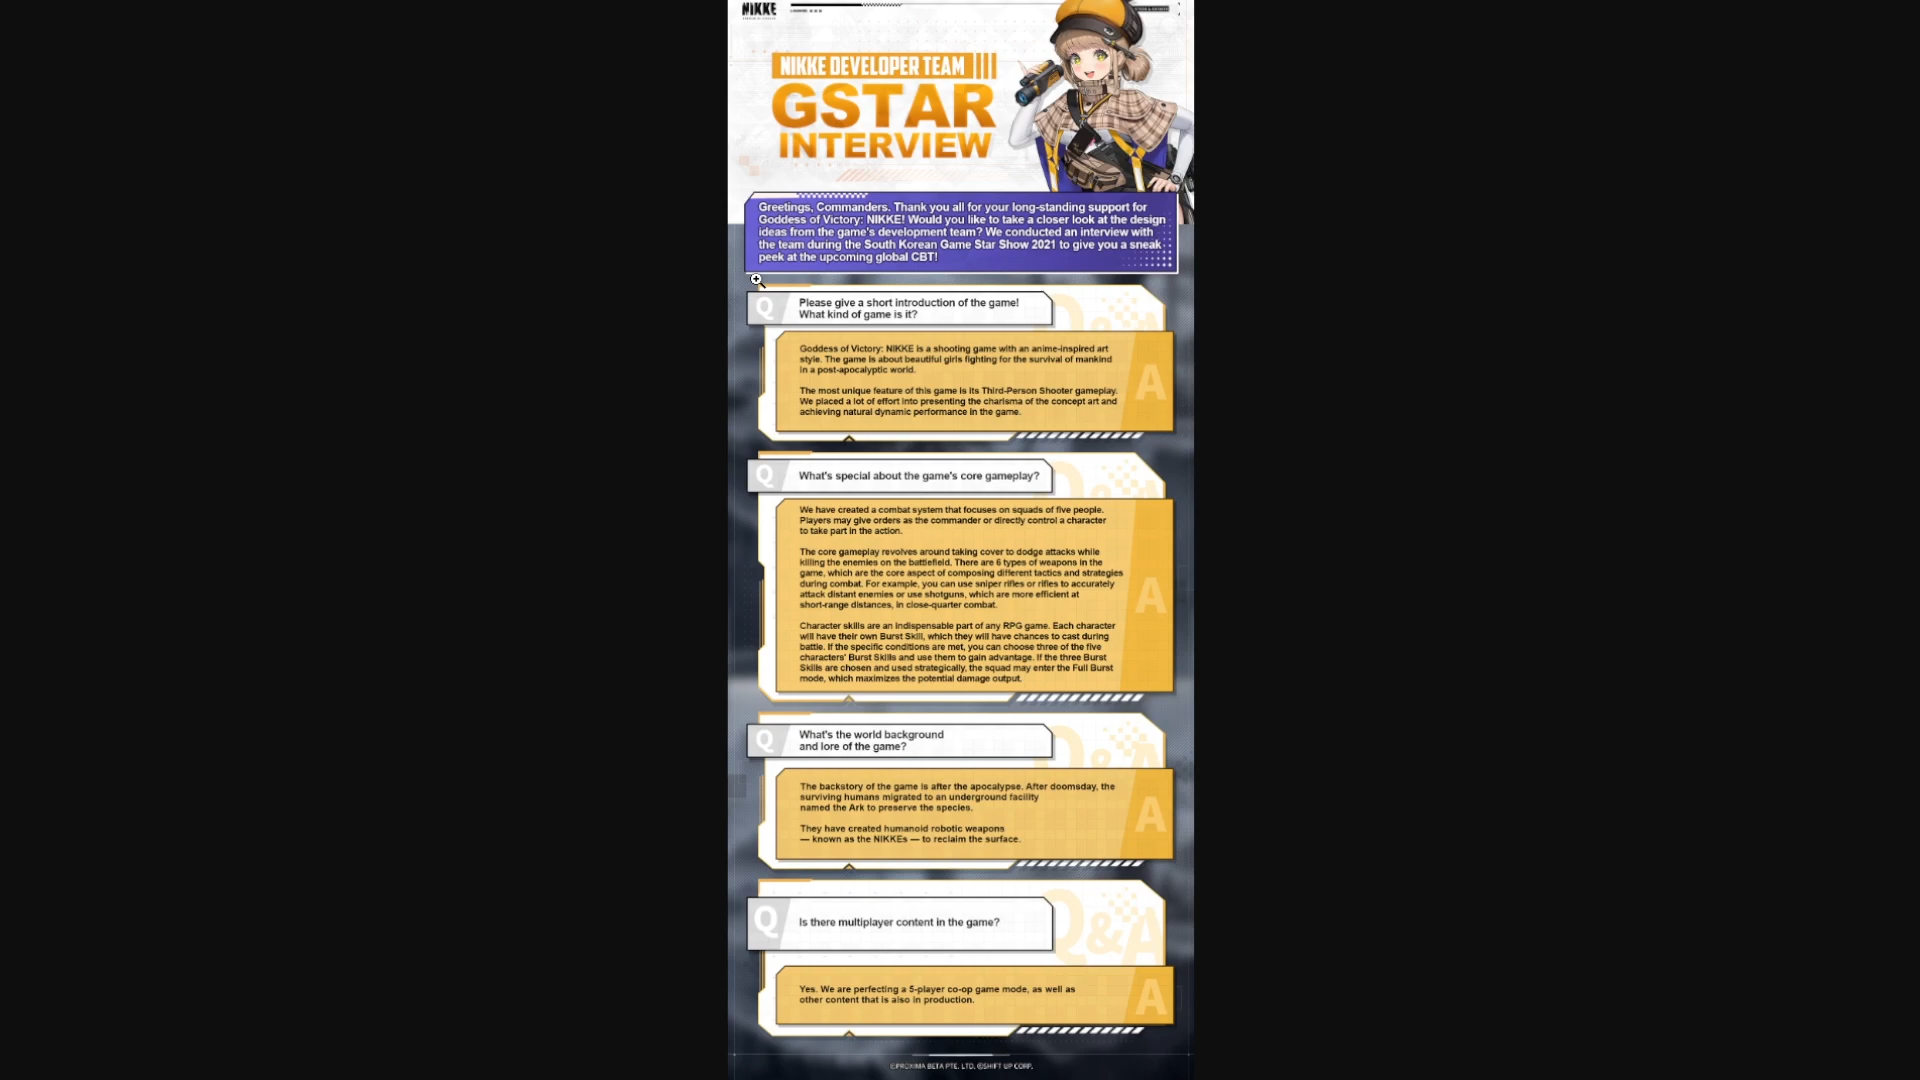 NIKKE
NIKKE DEVELOPER TEAM
GSTAR
INTERVIEW
Greetings, Commanders. Thank you all for your long-standing support for
Goddess of Victory: NIKKE! Would you like to take a closer look at the design
ideas from the game's development team? We conducted an interview with
the team during the South Korean Game Star Show 2021 to give you a sneak
peek at the upcoming global CBT!
Q
Please give a short introduction of the game!
What kind of game is it?
Q&A
Goddess of Victory: NIKKE is a shooting game with an anime-inspired art
style. The game is about beautiful girls fighting for the survival of mankind
in a post-apocalyptic world.
The most unique feature of this game is its Third-Person Shooter gameplay.
We placed a lot of effort into presenting the charisma of the concept art and
achieving natural dynamic performance in the game.
A
Q
What's special about the game's core gameplay?
Q&A
We have created a combat system that focuses on squads of five people.
Players may give orders as the commander or directly control a character
to take part in the action.
The core gameplay revolves around taking cover to dodge attacks while
killing the enemies on the battlefield. There are 6 types of weapons in the
game, which are the core aspect of composing different tactics and strategies
during combat. For example, you can use sniper rifles or rifles to accurately
attack distant enemies or use shotguns, which are more efficient at
short-range distances, in close-quarter combat.
Character skills are an indispensable part of any RPG game. Each character
will have their own Burst Skill, which they will have chances to cast during
battle. If the specific conditions are met, you can choose three of the five
characters' Burst Skills and use them to gain advantage. If the three Burst
Skills are chosen and used strategically, the squad may enter the Full Burst
mode, which maximizes the potential damage output.
A
Q
What's the world background
and lore of the game?
Q&A
The backstory of the game is after the apocalypse. After doomsday, the
surviving humans migrated to an underground facility
named the Ark to preserve the species.
They have created humanoid robotic weapons
— known as the NIKKEs — to reclaim the surface.
A
Q
Is there multiplayer content in the game?
Q&A
Yes. We are perfecting a 5-player co-op game mode, as well as
other content that is also in production.
A
©PROXIMA BETA PTE. LTD. ©SHIFT UP CORP.